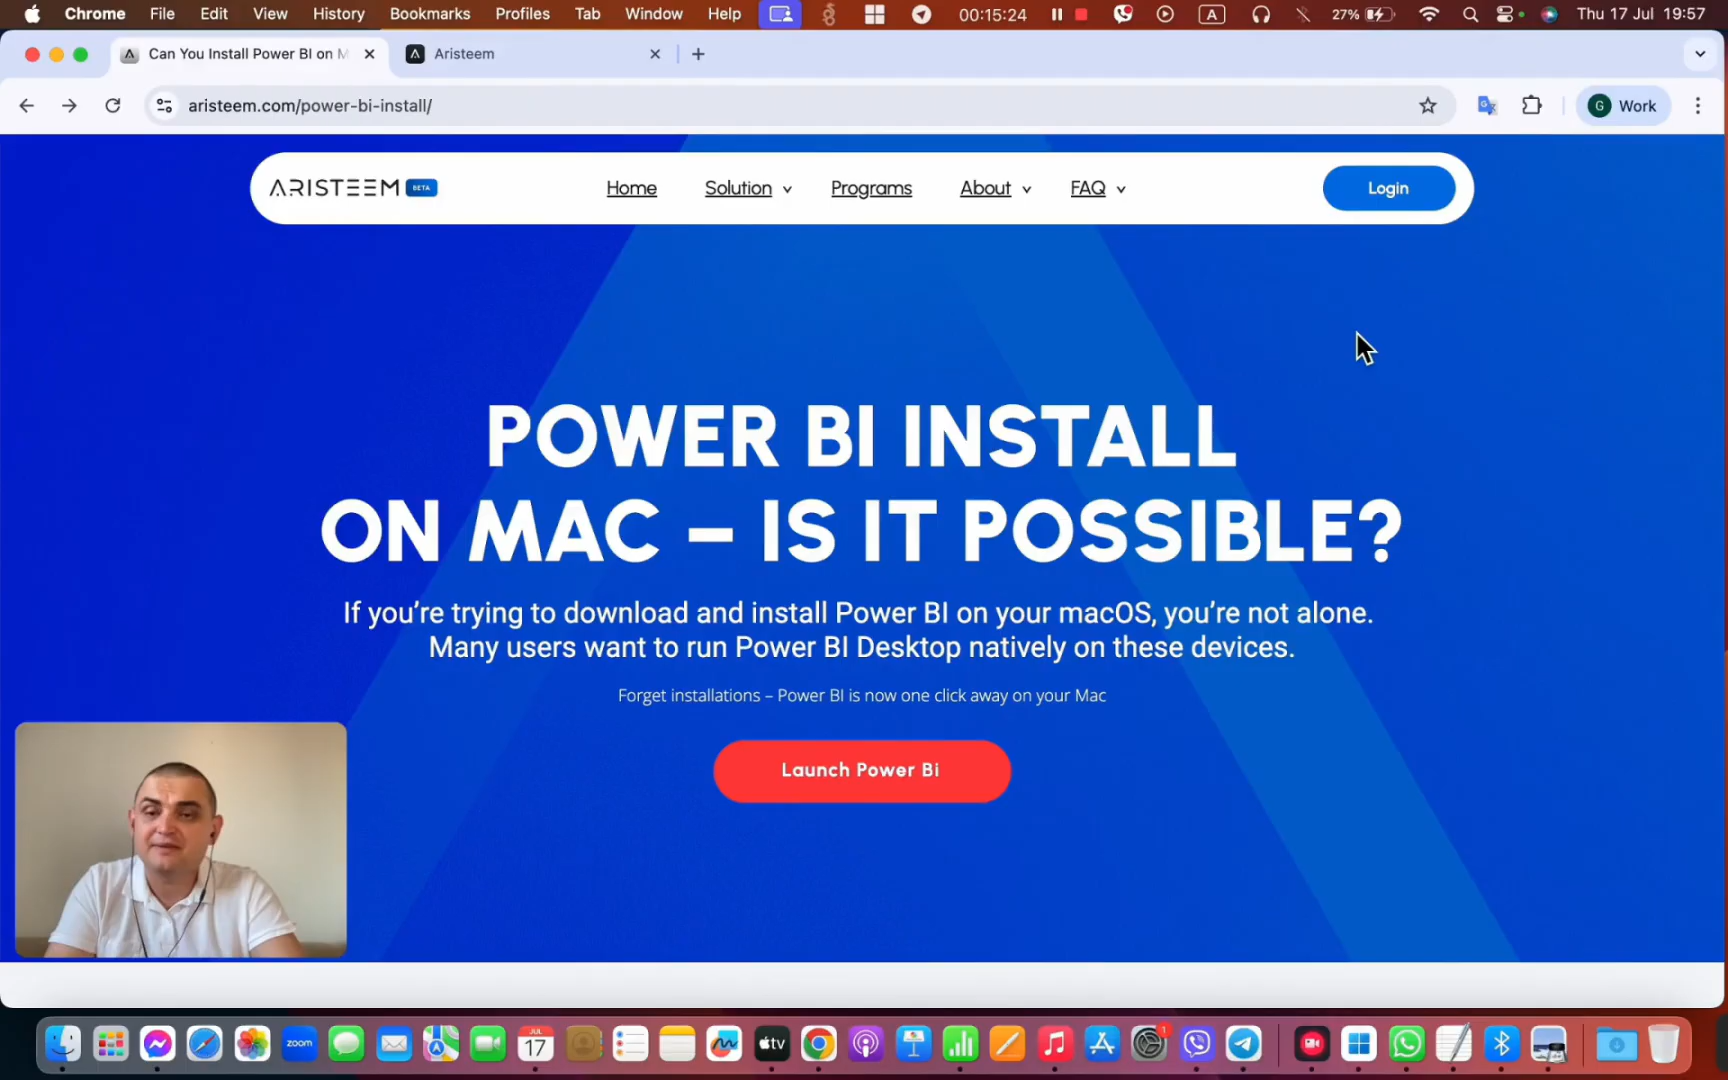 Chrome File Edit View History Bookmarks Profiles Tab Window Help 00:15:24 A 27% Thu 17 Jul 19:57
Can You Install Power BI on M
Aristeem
aristeem.com/power-bi-install/
G Work
ARISTEEM BETA
Home Solution Programs About FAQ Login
POWER BI INSTALL
ON MAC – IS IT POSSIBLE?
If you're trying to download and install Power BI on your macOS, you're not alone.
Many users want to run Power BI Desktop natively on these devices.
Forget installations – Power BI is now one click away on your Mac
Launch Power Bi
zoom
JUL
17
tv
1